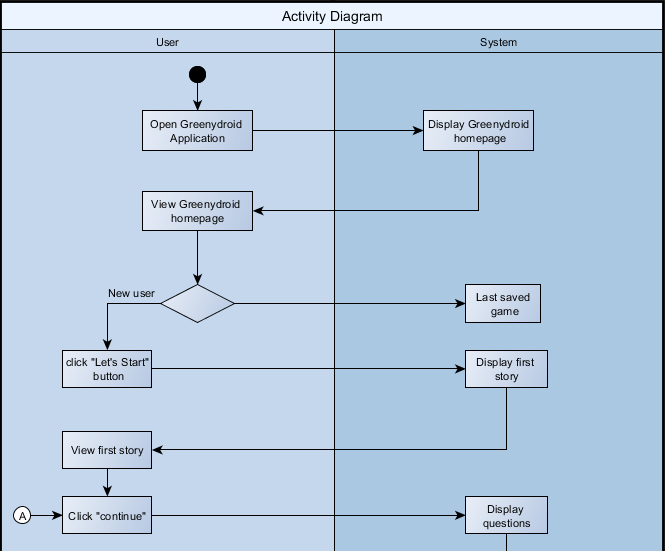 Activity Diagram
User
System
Open Greenydroid
Application
Display Greenydroid
homepage
View Greenydroid
homepage
New user
Last saved
game
click "Let's Start"
button
Display first
story
View first story
A
Click "continue"
Display
questions